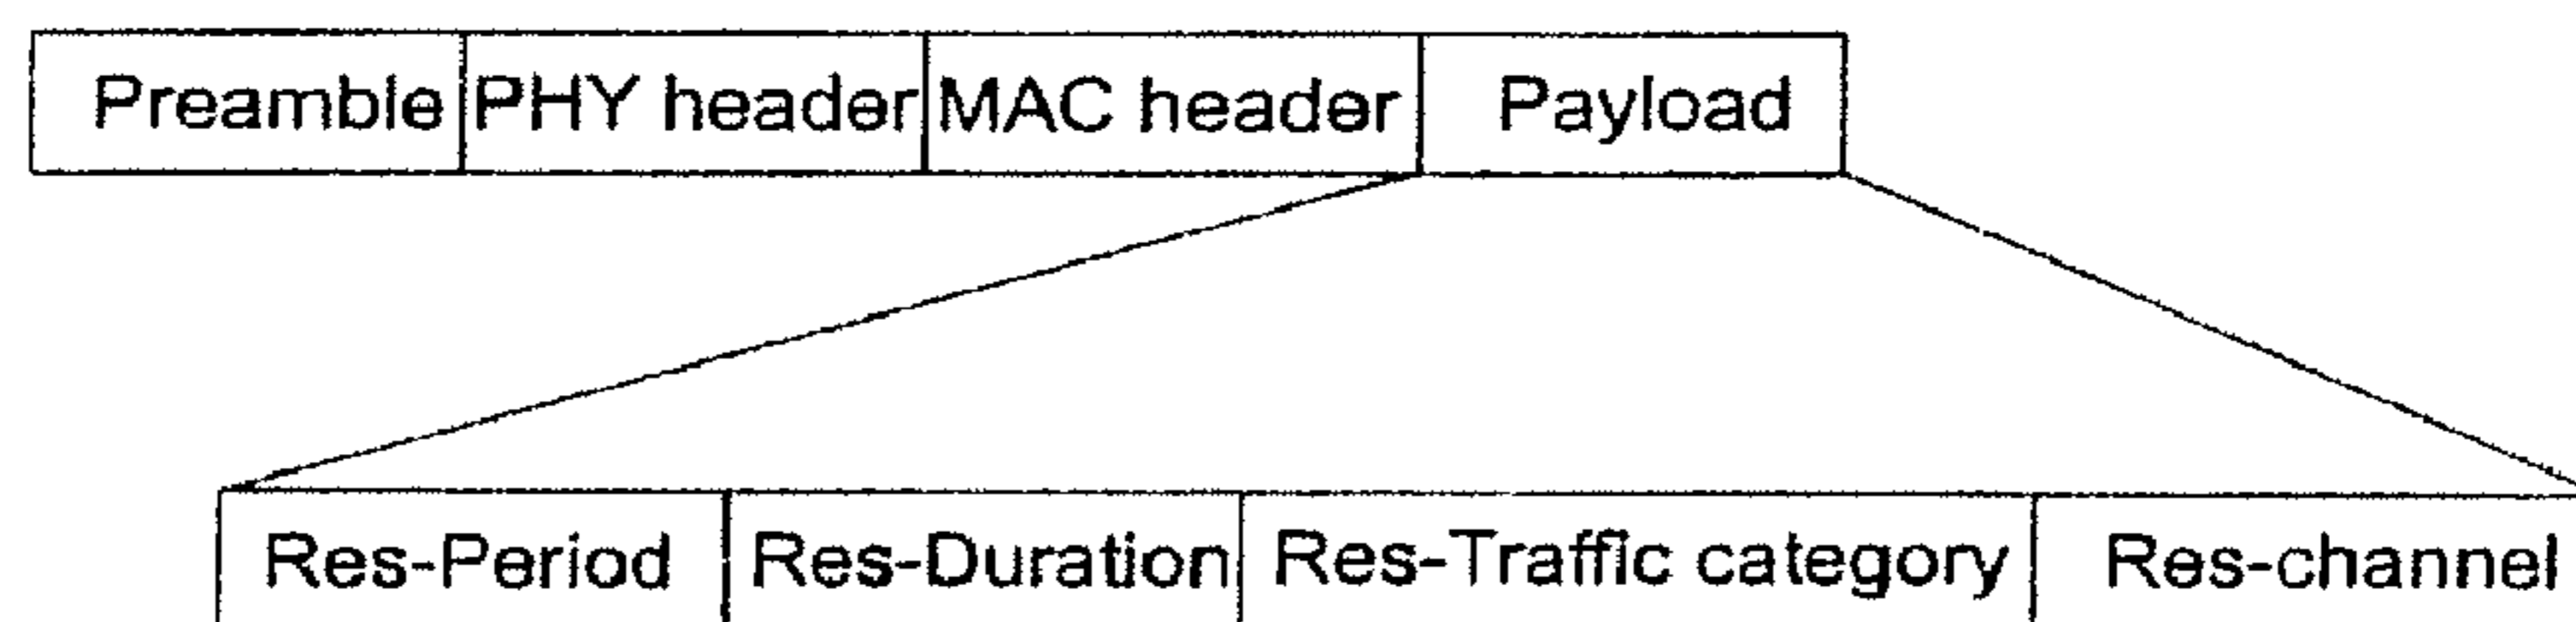 Preamble PHY header MAC header Payload
Res-Period Res-Duration Res-Traffic category Res-channel